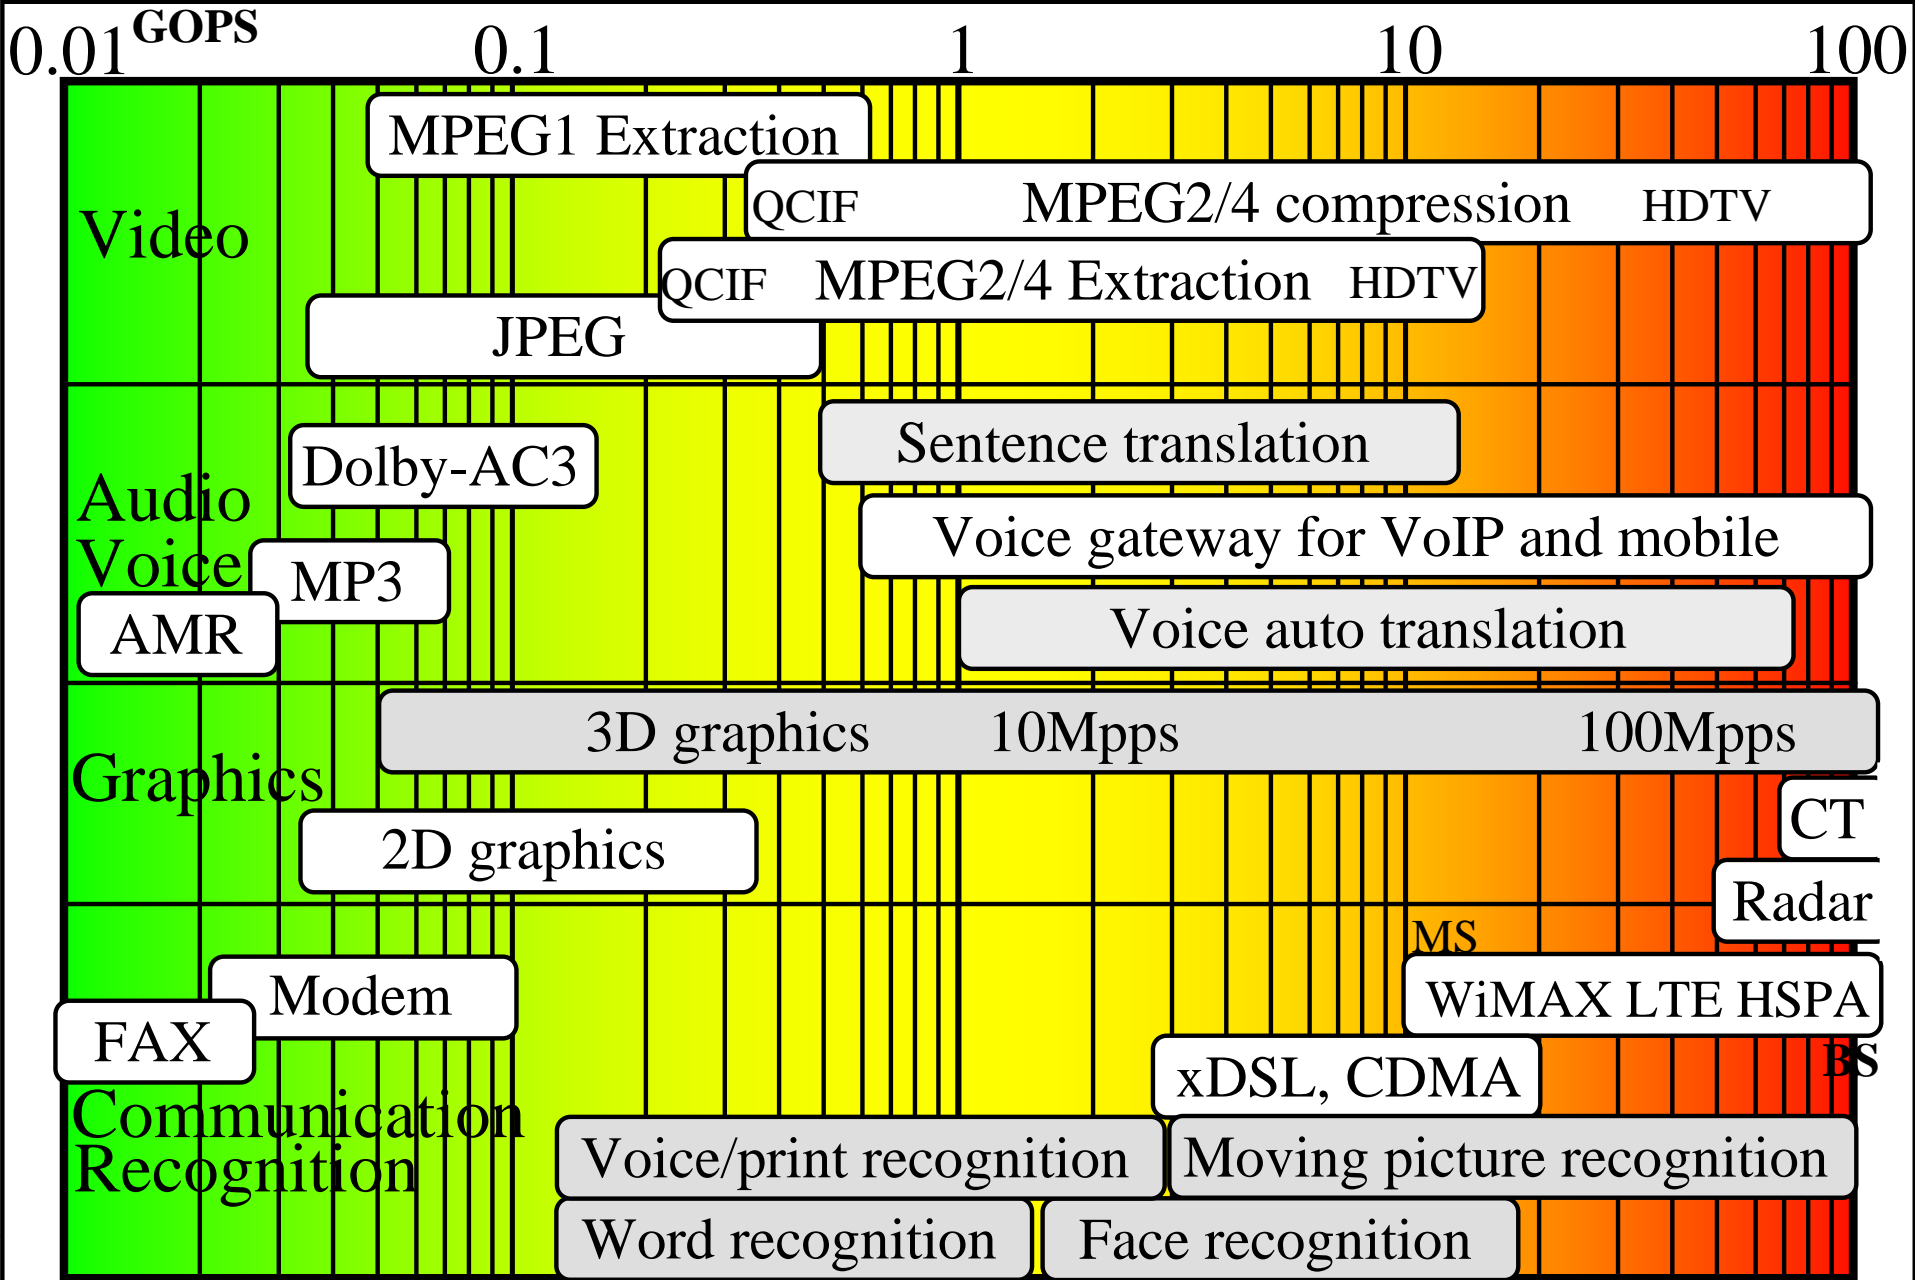 GOPS
0.01 0.1 1 10 100
MPEG1 Extraction
QCIF MPEG2/4 compression HDTV
Video
QCIF MPEG2/4 Extraction HDTV
JPEG
Sentence translation
Dolby-AC3
Audio
Voice gateway for VoIP and mobile
Voice
MP3
AMR
Voice auto translation
3D graphics 10Mpps 100Mpps
Graphics
CT
2D graphics
Radar
MS
Modem
WiMAX LTE HSPA
FAX
BS
xDSL, CDMA
Communication
Recognition
Voice/print recognition
Moving picture recognition
Word recognition
Face recognition